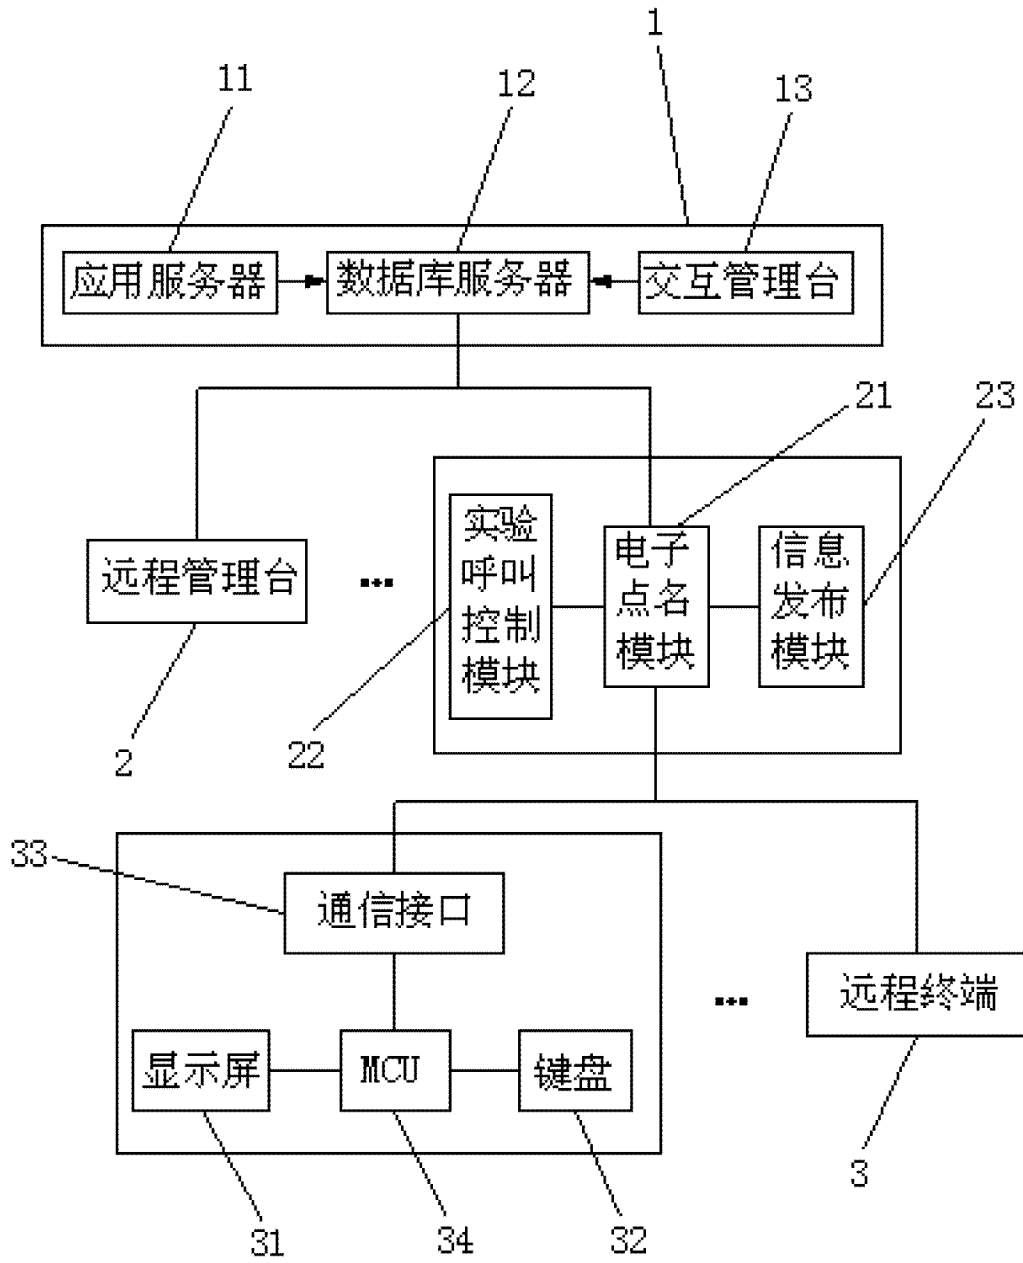 1
11
12
13
应用服务器
数据库服务器
交互管理台
21
23
实验
呼叫
控制
模块
电子
点名
模块
信息
发布
模块
远程管理台
2
22
33
通信接口
远程终端
显示屏
MCU
键盘
3
31
34
32